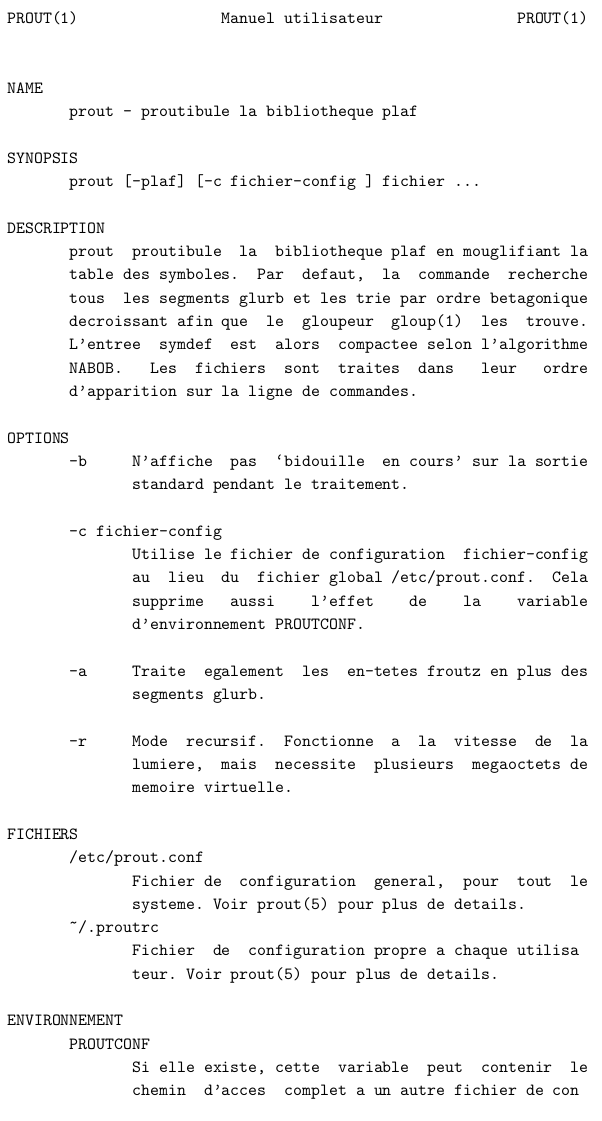 PROUT(1) Manuel utilisateur PROUT(1)
NAME
prout - proutibule la bibliotheque plaf
SYNOPSIS
prout [-plaf] [-c fichier-config ] fichier ...
DESCRIPTION
prout proutibule la bibliotheque plaf en mouglifiant la
table des symboles. Par defaut, la commande recherche
tous les segments glurb et les trie par ordre betagonique
decroissant afin que le gloupeur gloup(1) les trouve.
L'entree symdef est alors compactee selon l'algorithme
NABOB. Les fichiers sont traites dans leur ordre
d'apparition sur la ligne de commandes.
OPTIONS
-b N'affiche pas ‘bidouille en cours’ sur la sortie
standard pendant le traitement.
-c fichier-config
Utilise le fichier de configuration fichier-config
au lieu du fichier global /etc/prout.conf. Cela
supprime aussi l'effet de la variable
d'environnement PROUTCONF.
-a Traite egalement les en-tetes froutz en plus des
segments glurb.
-r Mode recursif. Fonctionne a la vitesse de la
lumiere, mais necessite plusieurs megaoctets de
memoire virtuelle.
FICHIERS
/etc/prout.conf
Fichier de configuration general, pour tout le
systeme. Voir prout(5) pour plus de details.
~/.proutrc
Fichier de configuration propre a chaque utilisa
teur. Voir prout(5) pour plus de details.
ENVIRONNEMENT
PROUTCONF
Si elle existe, cette variable peut contenir le
chemin d'acces complet a un autre fichier de con